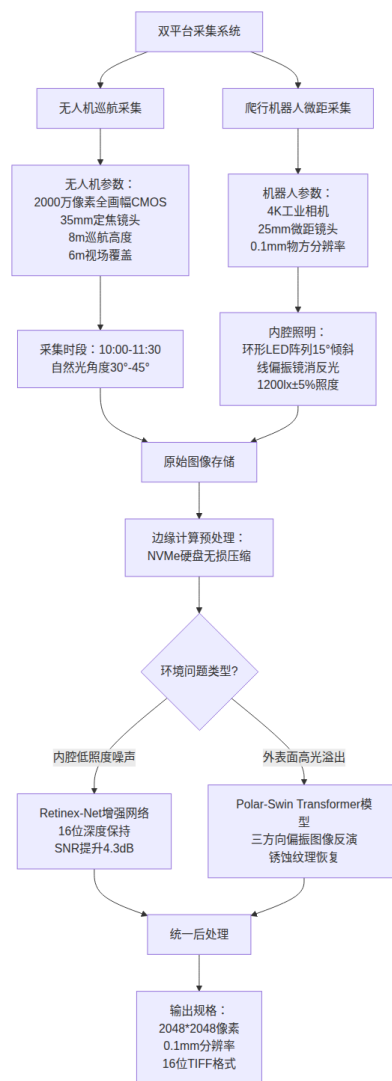 双平台采集系统
无人机巡航采集
爬行机器人微距采集
无人机参数：
2000万像素全画幅CMOS
35mm定焦镜头
8m巡航高度
6m视场覆盖
机器人参数：
4K工业相机
25mm微距镜头
0.1mm物方分辨率
采集时段：10:00-11:30
自然光角度30°-45°
内腔照明：
环形LED阵列15°倾斜
线偏振镜消反光
1200lx±5%照度
原始图像存储
边缘计算预处理：
NVMe硬盘无损压缩
环境问题类型?
内腔低照度噪声
外表面高光溢出
Retinex-Net增强网络
16位深度保持
SNR提升4.3dB
Polar-Swin Transformer模
型
三方向偏振图像反演
锈蚀纹理恢复
统一后处理
输出规格：
2048*2048像素
0.1mm分辨率
16位TIFF格式